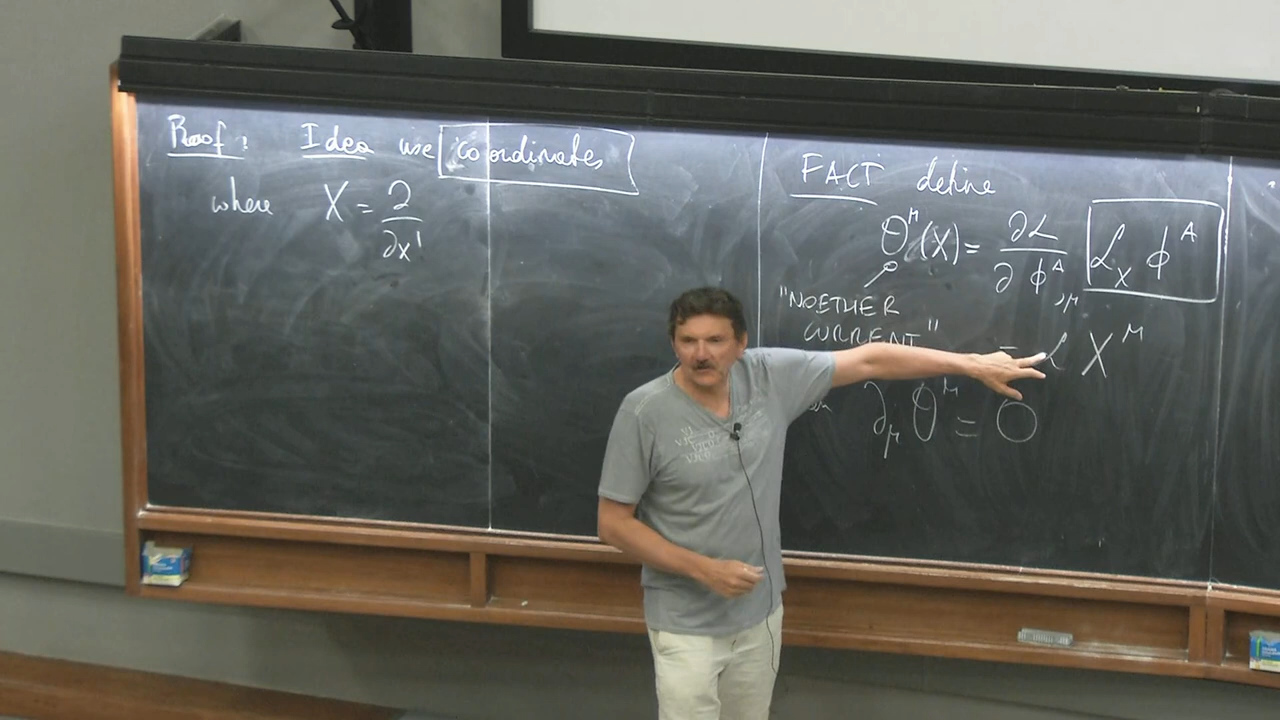 Proof: Idea use coordinates
where X = ∂/∂x¹
FACT define
Θ^μ(X) = ∂ℒ/∂ϕ^A_{,μ} ℒ_X ϕ^A
"NOETHER
CURRENT"
− ℒ X^μ
∂_μ Θ^μ = 0